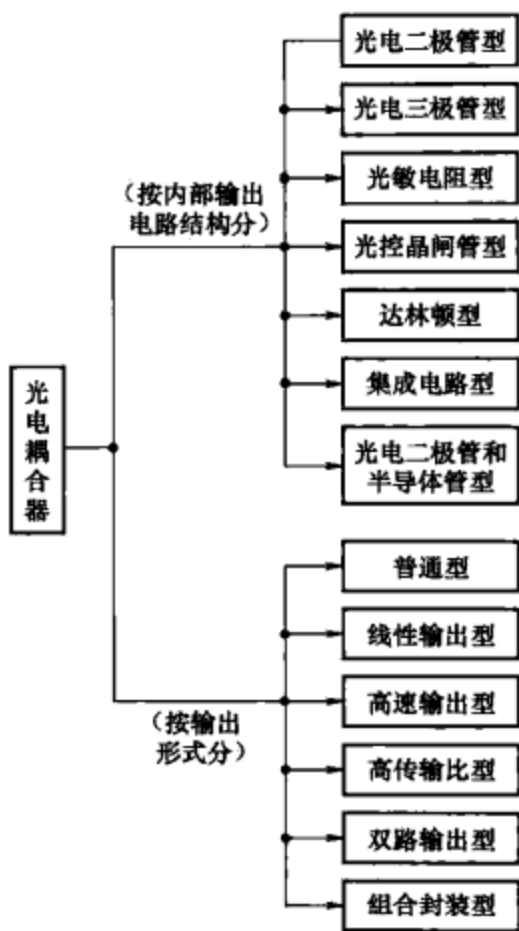 光电耦合器
（按内部输出
电路结构分）
光电二极管型
光电三极管型
光敏电阻型
光控晶闸管型
达林顿型
集成电路型
光电二极管和
半导体管型
（按输出
形式分）
普通型
线性输出型
高速输出型
高传输比型
双路输出型
组合封装型